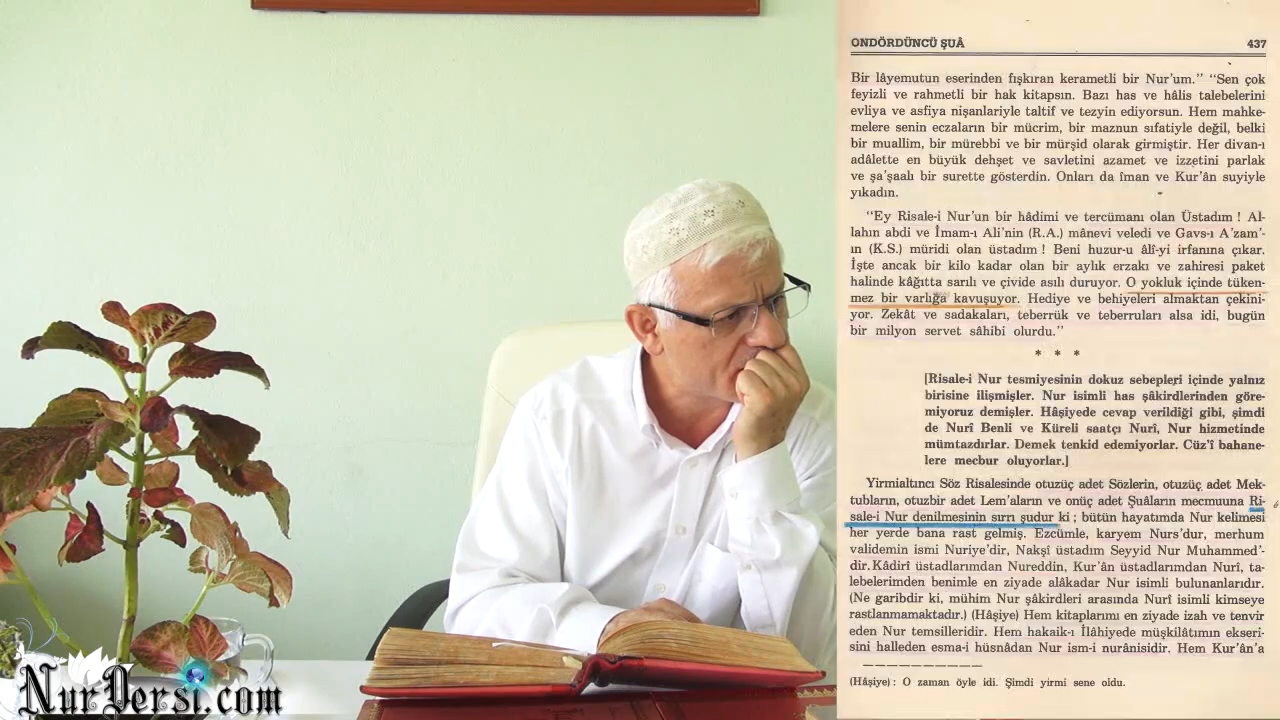 ONDÖRDÜNCÜ ŞUÂ 437
Bir lâyemutun eserinden fışkıran kerametli bir Nur'um." "Sen çok
feyizli ve rahmetli bir hak kitapsın. Bazı has ve hâlis talebelerini
evliya ve asfiya nişanlariyle taltif ve tezyin ediyorsun. Hem mahke-
melere senin eczaların bir mücrim, bir maznun sıfatiyle değil, belki
bir muallim, bir mürebbi ve bir mürşid olarak girmiştir. Her divan-ı
adâlette en büyük dehşet ve savletini azamet ve izzetini parlak
ve şa'şaalı bir surette gösterdin. Onları da îman ve Kur'ân suyiyle
yıkadın.
"Ey Risale-i Nur'un bir hâdimi ve tercümanı olan Üstadım ! Al-
lahın abdi ve İmam-ı Ali'nin (R.A.) mânevi veledi ve Gavs-ı A'zam'-
ın (K.S.) müridi olan üstadım ! Beni huzur-u âlî-yi irfanına çıkar.
İşte ancak bir kilo kadar olan bir aylık erzakı ve zahiresi paket
halinde kâğıtta sarılı ve çivide asılı duruyor. O yokluk içinde tüken-
mez bir varlığa kavuşuyor. Hediye ve behiyeleri almaktan çekini-
yor. Zekât ve sadakaları, teberrük ve teberruları alsa idi, bugün
bir milyon servet sâhibi olurdu."
* * *
[Risale-i Nur tesmiyesinin dokuz sebepleri içinde yalnız
birisine ilişmişler. Nur isimli has şâkirdlerinden göre-
miyoruz demişler. Hâşiyede cevap verildiği gibi, şimdi
de Nurî Benli ve Küreli saatçı Nurî, Nur hizmetinde
mümtazdırlar. Demek tenkid edemiyorlar. Cüz'î bahane-
lere mecbur oluyorlar.]
Yirmialtıncı Söz Risalesinde otuzüç adet Sözlerin, otuzüç adet Mek-
tubların, otuzbir adet Lem'aların ve onüç adet Şuâların mecmuuna Ri-
sale-i Nur denilmesinin sırrı şudur ki ; bütün hayatımda Nur kelimesi
her yerde bana rast gelmiş. Ezcümle, karyem Nurs'dur, merhum
validemin ismi Nuriye'dir, Nakşî üstadım Seyyid Nur Muhammed'-
dir. Kâdirî üstadlarımdan Nureddin, Kur'ân üstadlarımdan Nurî, ta-
lebelerimden benimle en ziyade alâkadar Nur isimli bulunanlarıdır.
(Ne garibdir ki, mühim Nur şâkirdleri arasında Nurî isimli kimseye
rastlanmamaktadır.) (Hâşiye) Hem kitaplarımı en ziyade izah ve tenvir
eden Nur temsilleridir. Hem hakaik-ı İlâhiyede müşkilâtımın ekseri-
sini halleden esma-i hüsnâdan Nur ism-i nurânisidir. Hem Kur'ân'a
(Hâşiye) : O zaman öyle idi. Şimdi yirmi sene oldu.
NurDersi.com